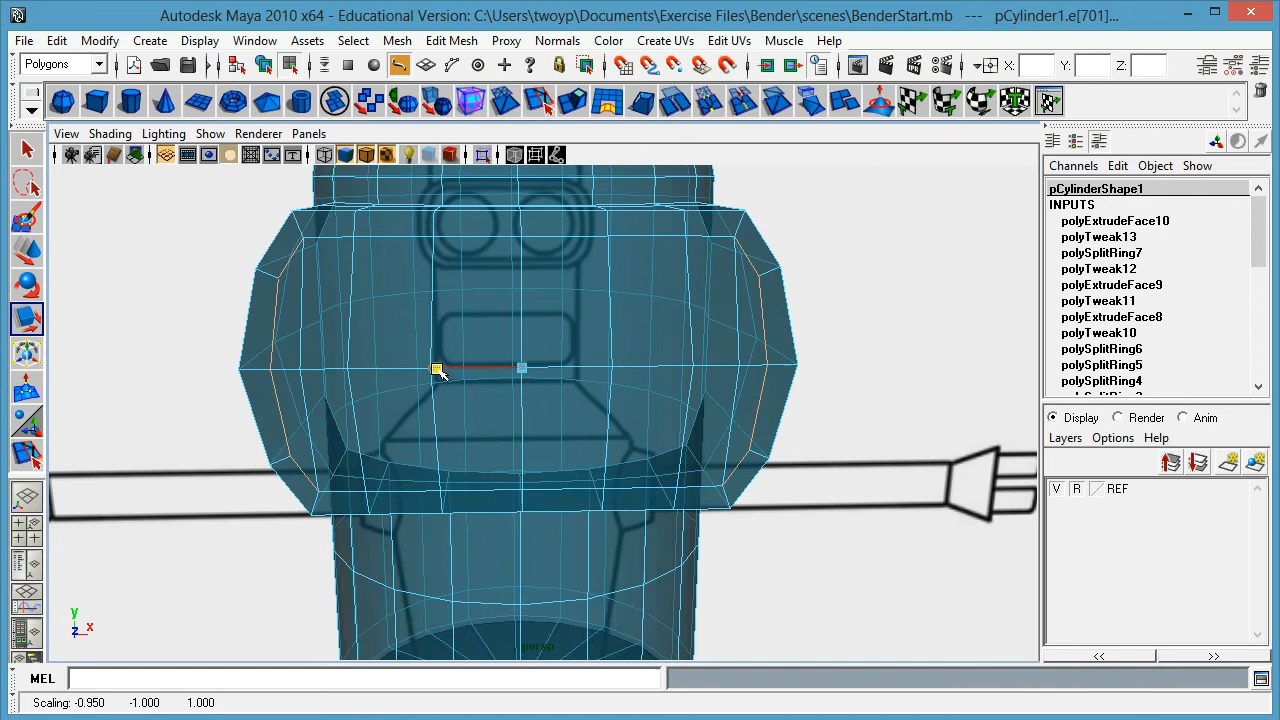 Autodesk Maya 2010 x64 - Educational Version: C:\Users\twoyp\Documents\Exercise Files\Bender\scenes\BenderStart.mb --- pCylinder1.e[701]...
File Edit Modify Create Display Window Assets Select Mesh Edit Mesh Proxy Normals Color Create UVs Edit UVs Muscle Help
Polygons X: Y: Z:
View Shading Lighting Show Renderer Panels
Channels Edit Object Show
pCylinderShape1
INPUTS
polyExtrudeFace10
polyTweak13
polySplitRing7
polyTweak12
polyExtrudeFace9
polyTweak11
polyExtrudeFace8
polyTweak10
polySplitRing6
polySplitRing5
polySplitRing4
Display Render Anim
Layers Options Help
V R REF
y
z x
persp
<< >>
MEL
Scaling: -0.950 -1.000 1.000